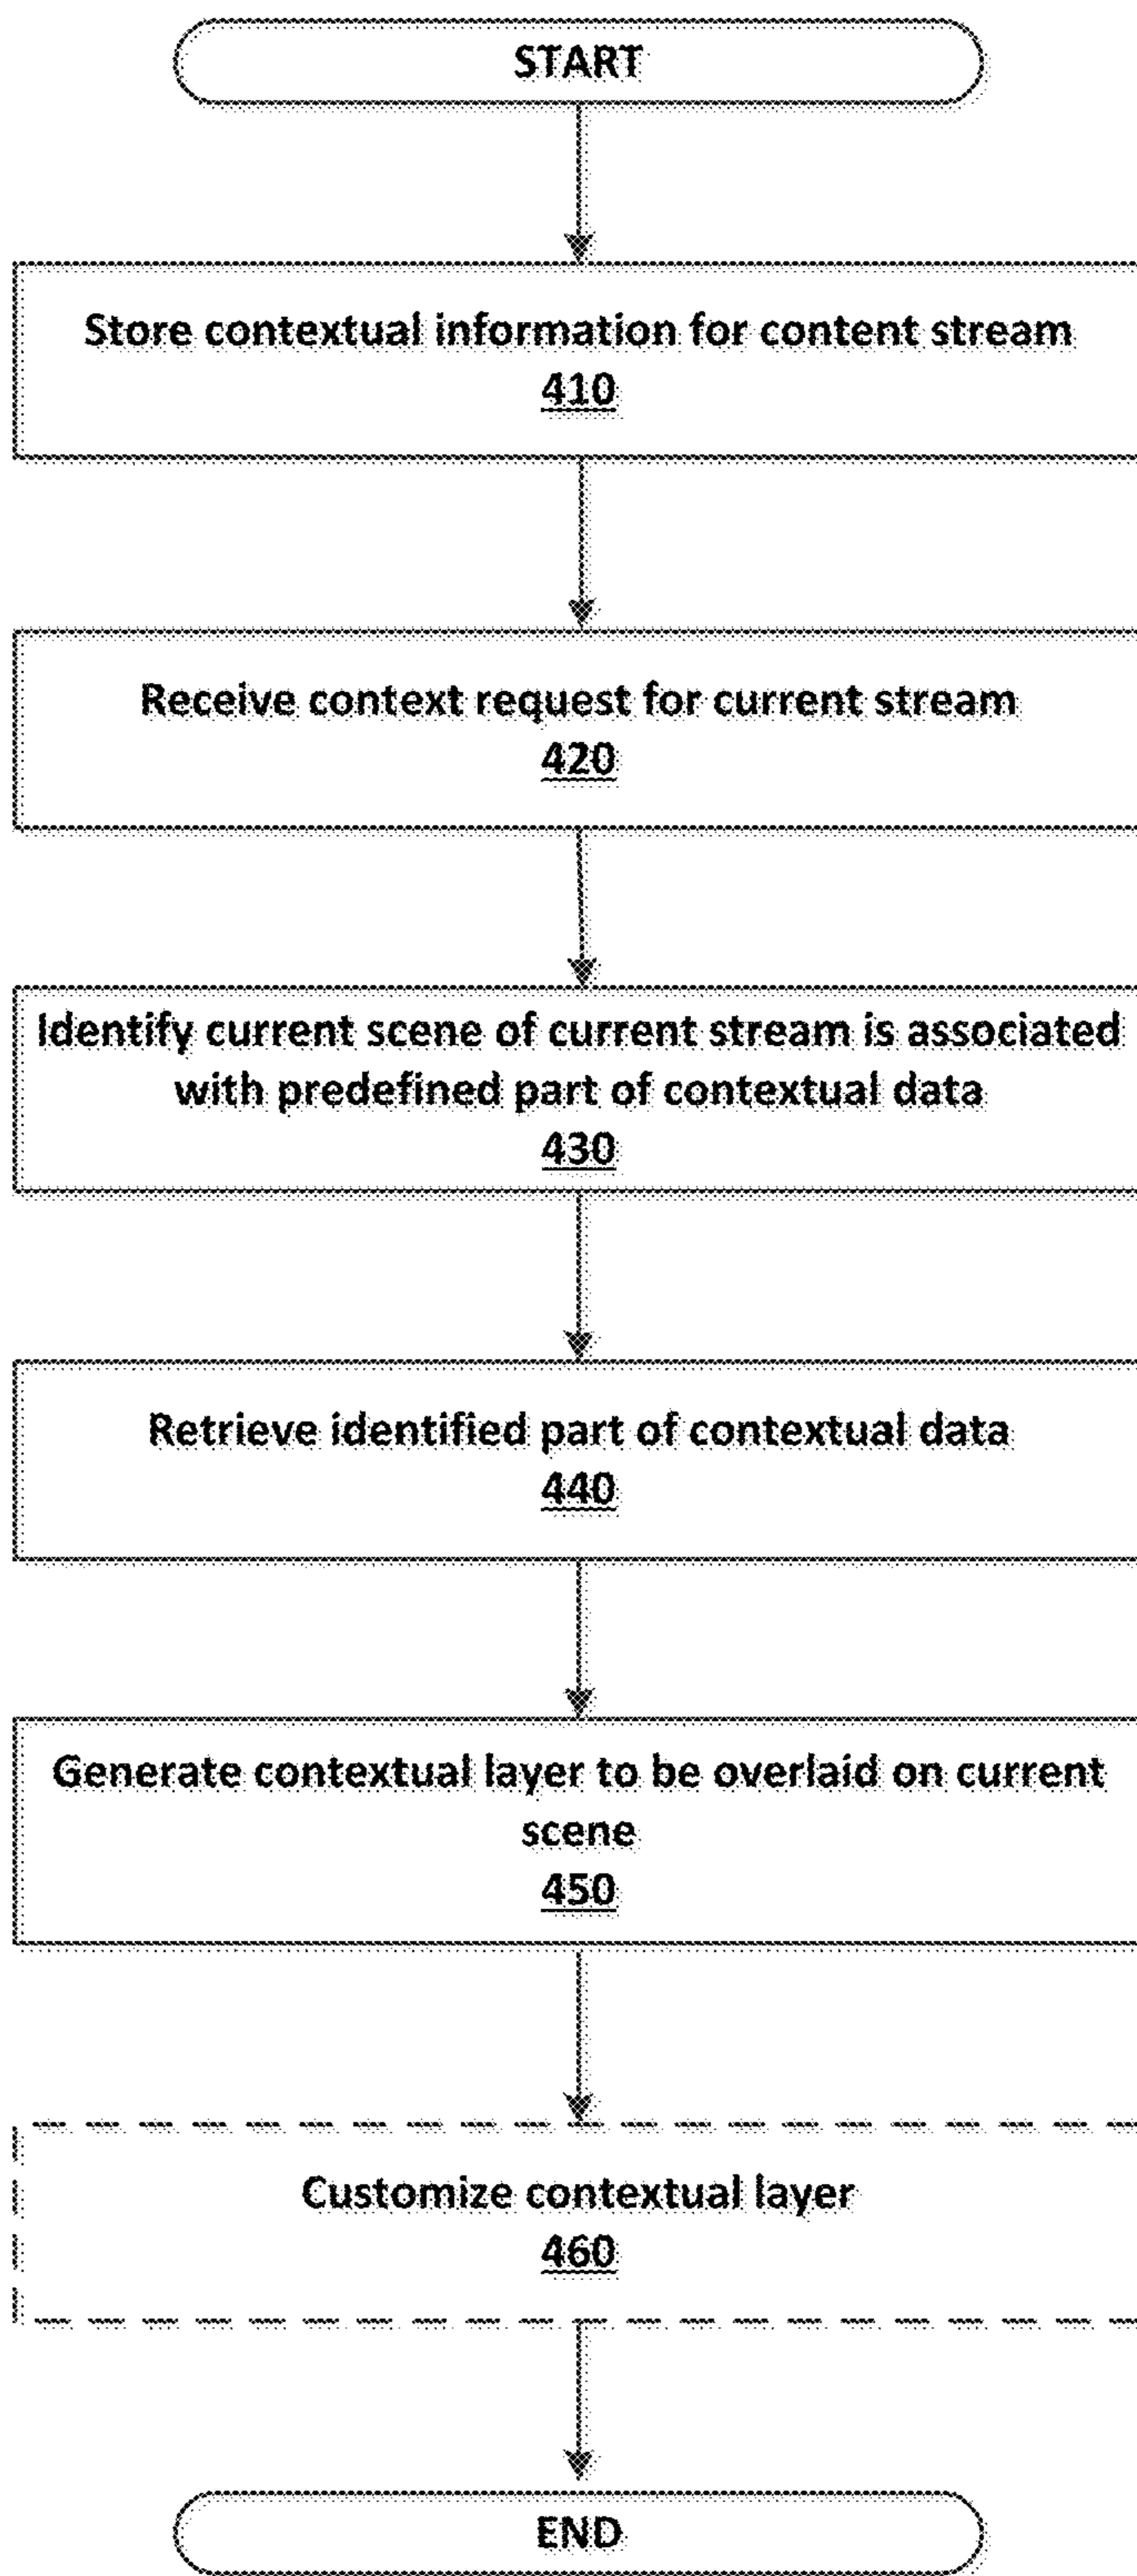 START
Store contextual information for content stream
410
Receive context request for current stream
420
Identify current scene of current stream is associated
with predefined part of contextual data
430
Retrieve identified part of contextual data
440
Generate contextual layer to be overlaid on current
scene
450
Customize contextual layer
460
END